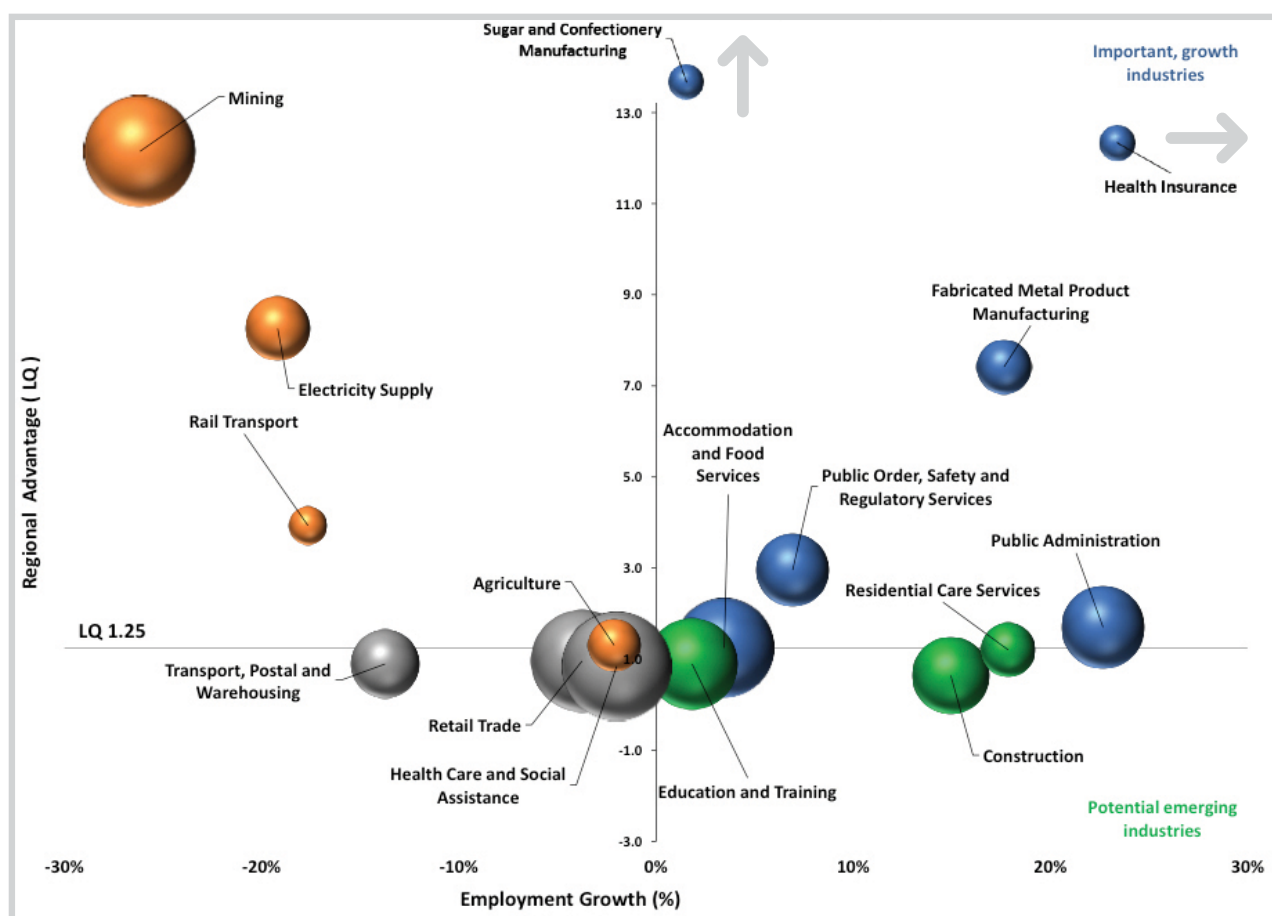 Sugar and Confectionery
Manufacturing
Important, growth
industries
Mining
13.0
Health Insurance
11.0
9.0
Fabricated Metal Product
Manufacturing
7.0
Electricity Supply
Rail Transport
Regional Advantage ( LQ )
Accommodation
and Food
Services
5.0
Public Order, Safety and
Regulatory Services
3.0
Public Administration
Agriculture
Residential Care Services
LQ 1.25
1.0
Transport, Postal and
Warehousing
Retail Trade
-1.0
Construction
Health Care and Social
Assistance
Education and Training
Potential emerging
industries
-3.0
-30%
-20%
-10%
0%
10%
20%
30%
Employment Growth (%)